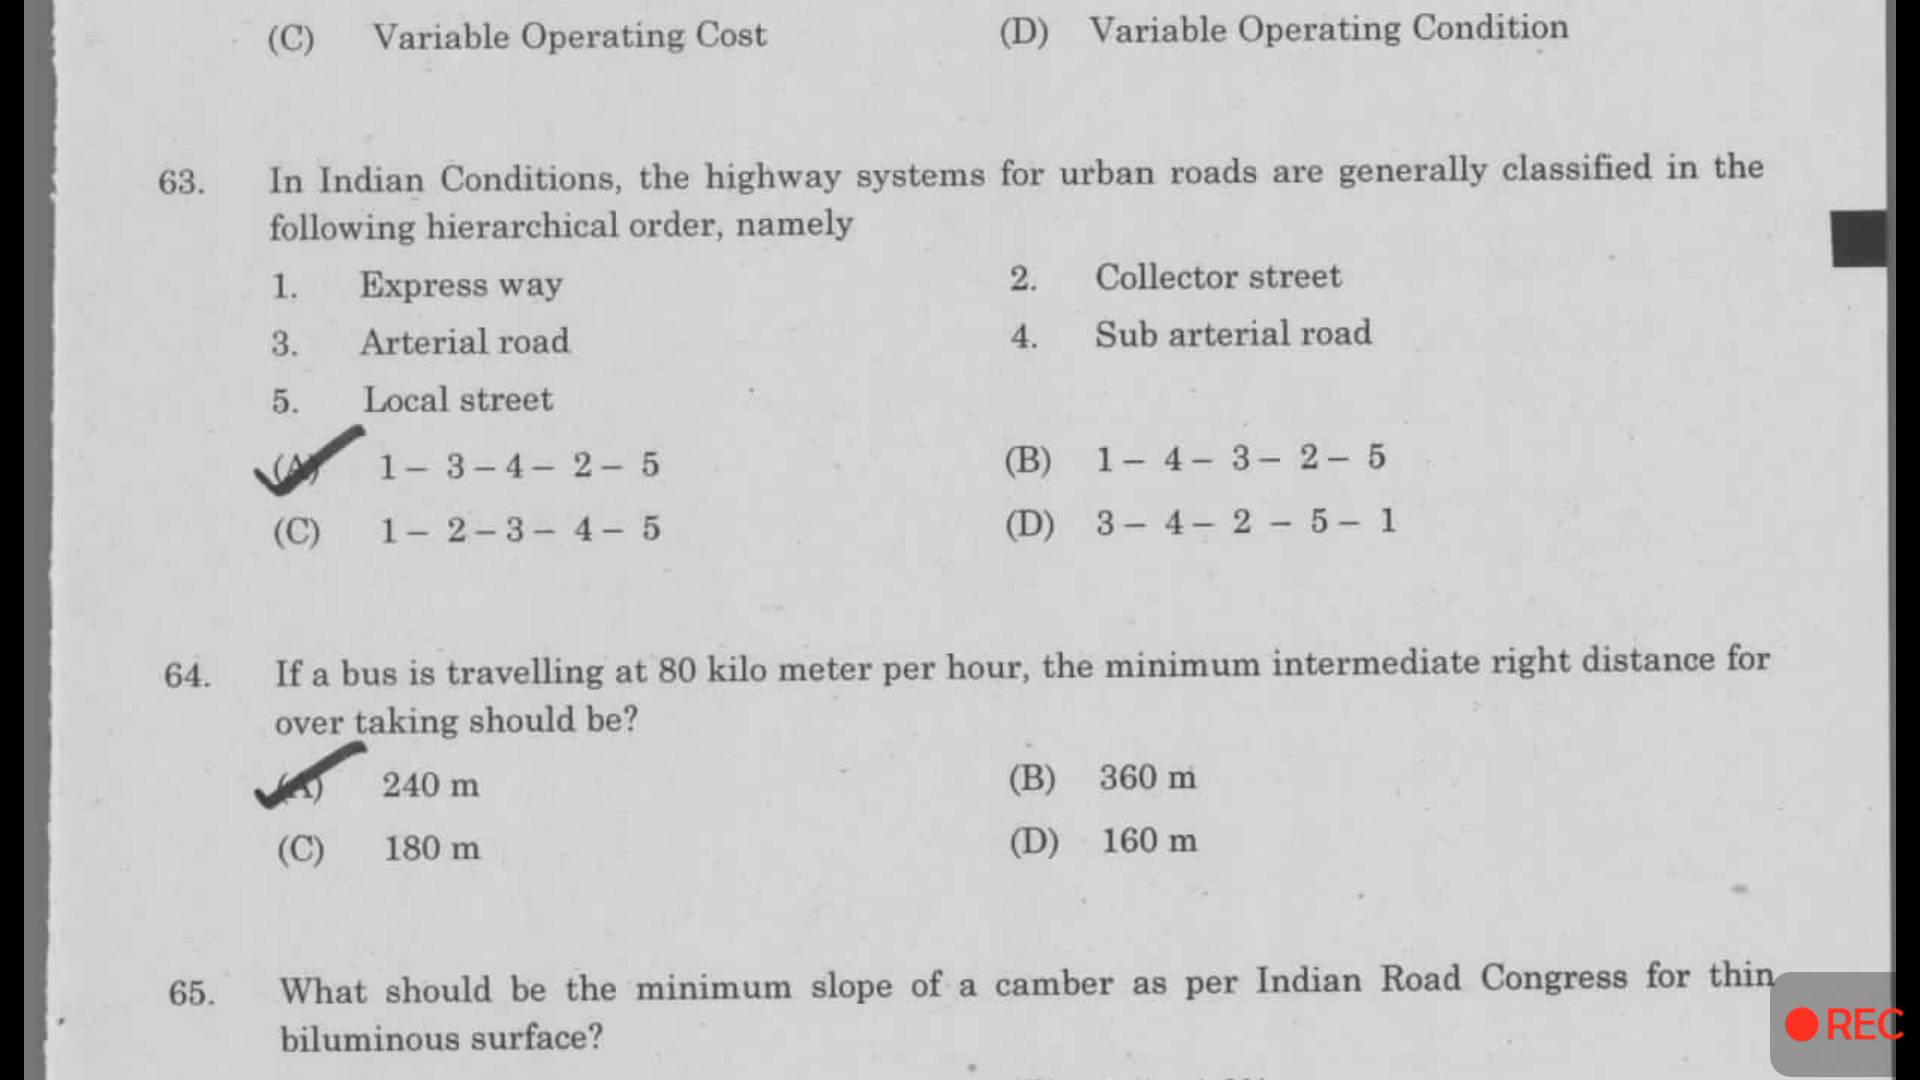 (C) Variable Operating Cost (D) Variable Operating Condition
63. In Indian Conditions, the highway systems for urban roads are generally classified in the
following hierarchical order, namely
1. Express way 2. Collector street
3. Arterial road 4. Sub arterial road
5. Local street
(A) 1 – 3 – 4 – 2 – 5 (B) 1 – 4 – 3 – 2 – 5
(C) 1 – 2 – 3 – 4 – 5 (D) 3 – 4 – 2 – 5 – 1
64. If a bus is travelling at 80 kilo meter per hour, the minimum intermediate right distance for
over taking should be?
(A) 240 m (B) 360 m
(C) 180 m (D) 160 m
65. What should be the minimum slope of a camber as per Indian Road Congress for thin
biluminous surface?
REC